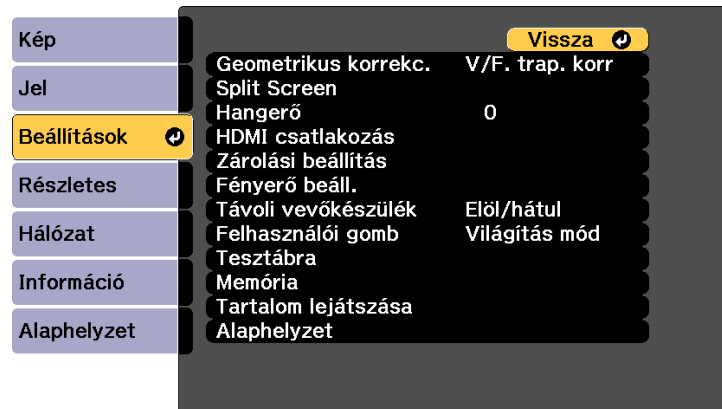 Kép
Jel
Beállítások
Részletes
Hálózat
Információ
Alaphelyzet
Vissza
Geometrikus korrekc. V/F. trap. korr
Split Screen
Hangerő 0
HDMI csatlakozás
Zárolási beállítás
Fényerő beáll.
Távoli vevőkészülék Elöl/hátul
Felhasználói gomb Világítás mód
Tesztábra
Memória
Tartalom lejátszása
Alaphelyzet